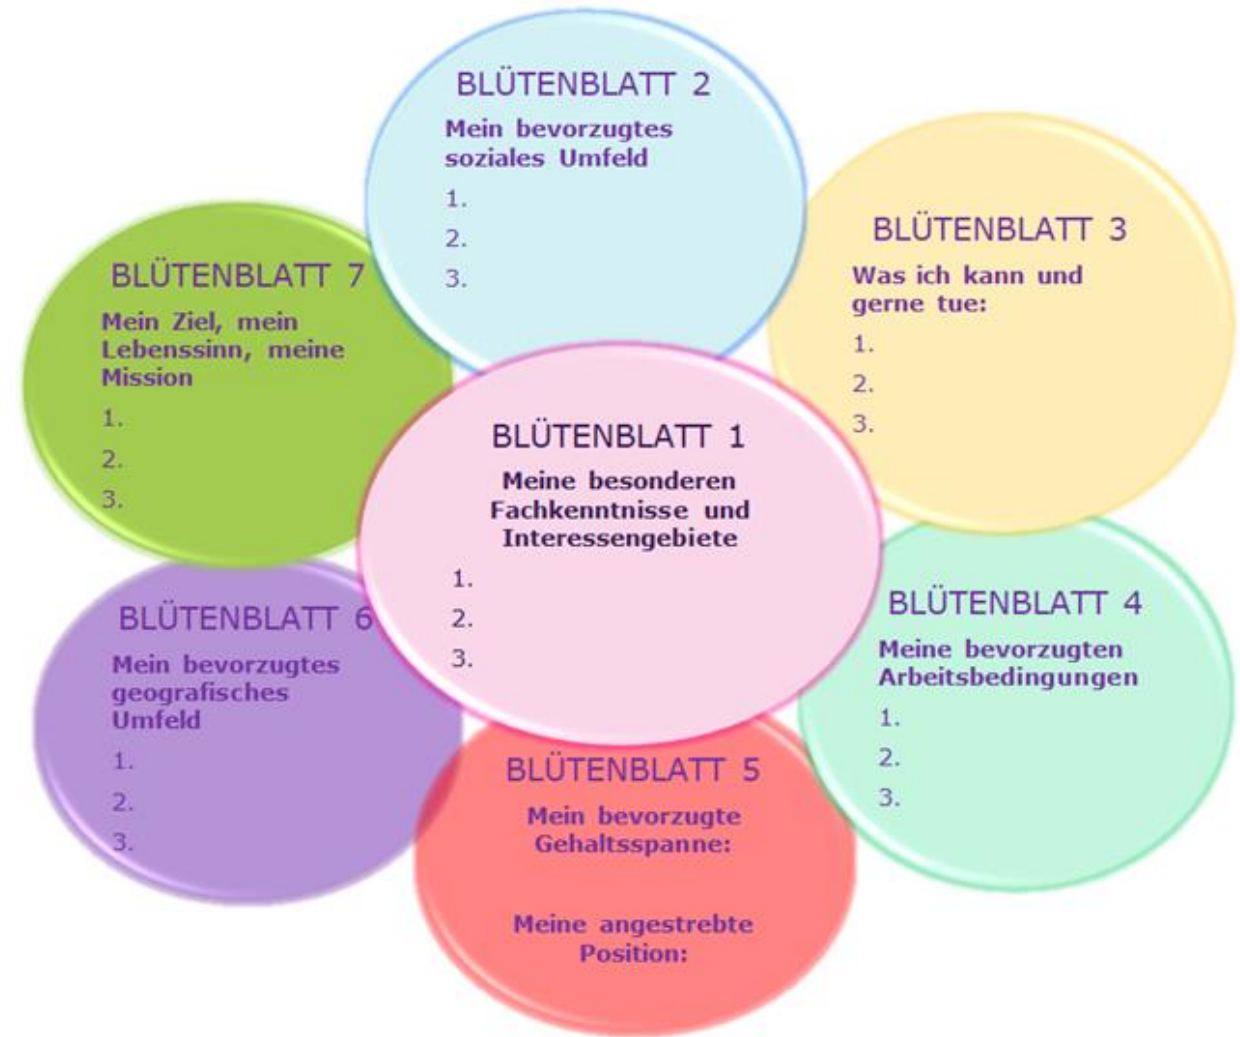 BLÜTENBLATT 1
Meine besonderen
Fachkenntnisse und
Interessengebiete
1.
2.
3.
BLÜTENBLATT 2
Mein bevorzugtes
soziales Umfeld
1.
2.
3.
BLÜTENBLATT 3
Was ich kann und
gerne tue:
1.
2.
3.
BLÜTENBLATT 4
Meine bevorzugten
Arbeitsbedingungen
1.
2.
3.
BLÜTENBLATT 5
Mein bevorzugte
Gehaltsspanne:
Meine angestrebte
Position:
BLÜTENBLATT 6
Mein bevorzugtes
geografisches
Umfeld
1.
2.
3.
BLÜTENBLATT 7
Mein Ziel, mein
Lebenssinn, meine
Mission
1.
2.
3.